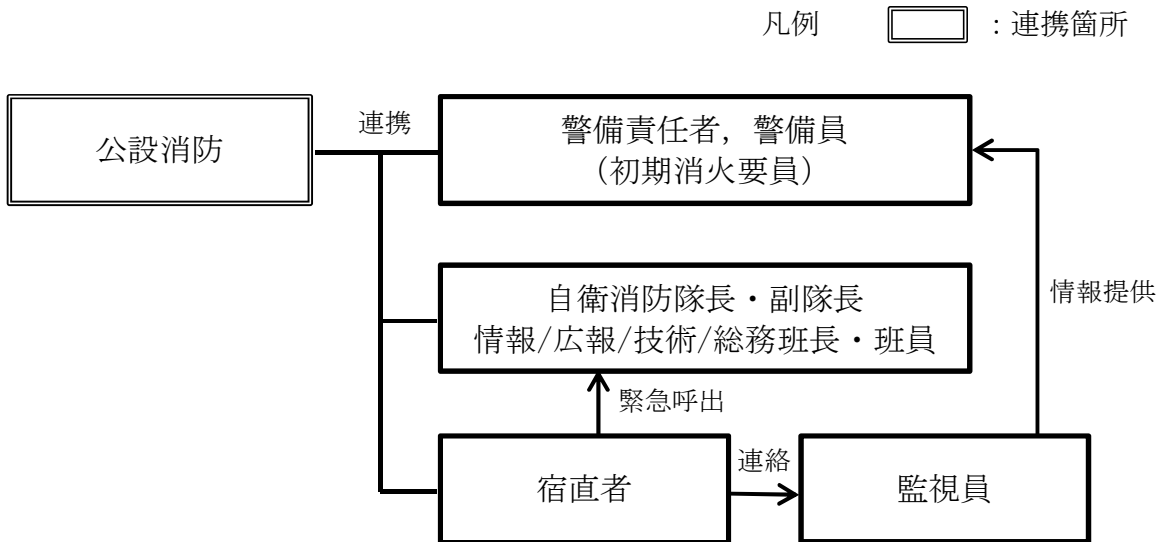 凡例 ：連携箇所
公設消防
連携
警備責任者，警備員
（初期消火要員）
自衛消防隊長・副隊長
情報/広報/技術/総務班長・班員
情報提供
緊急呼出
宿直者
連絡
監視員